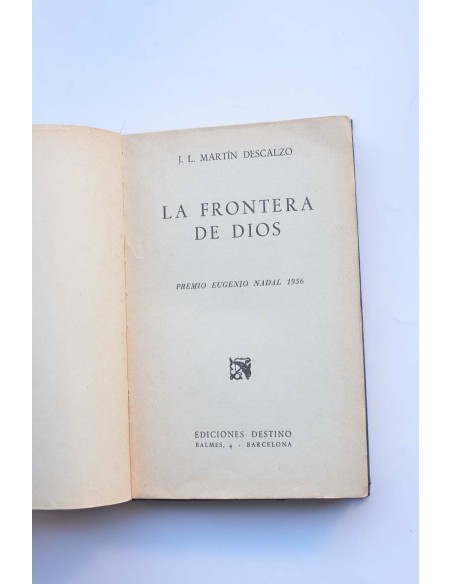 J. L. MARTÍN DESCALZO
LA FRONTERA
DE DIOS
PREMIO EUGENIO NADAL 1956
EDICIONES DESTINO
BALMES, 4 - BARCELONA